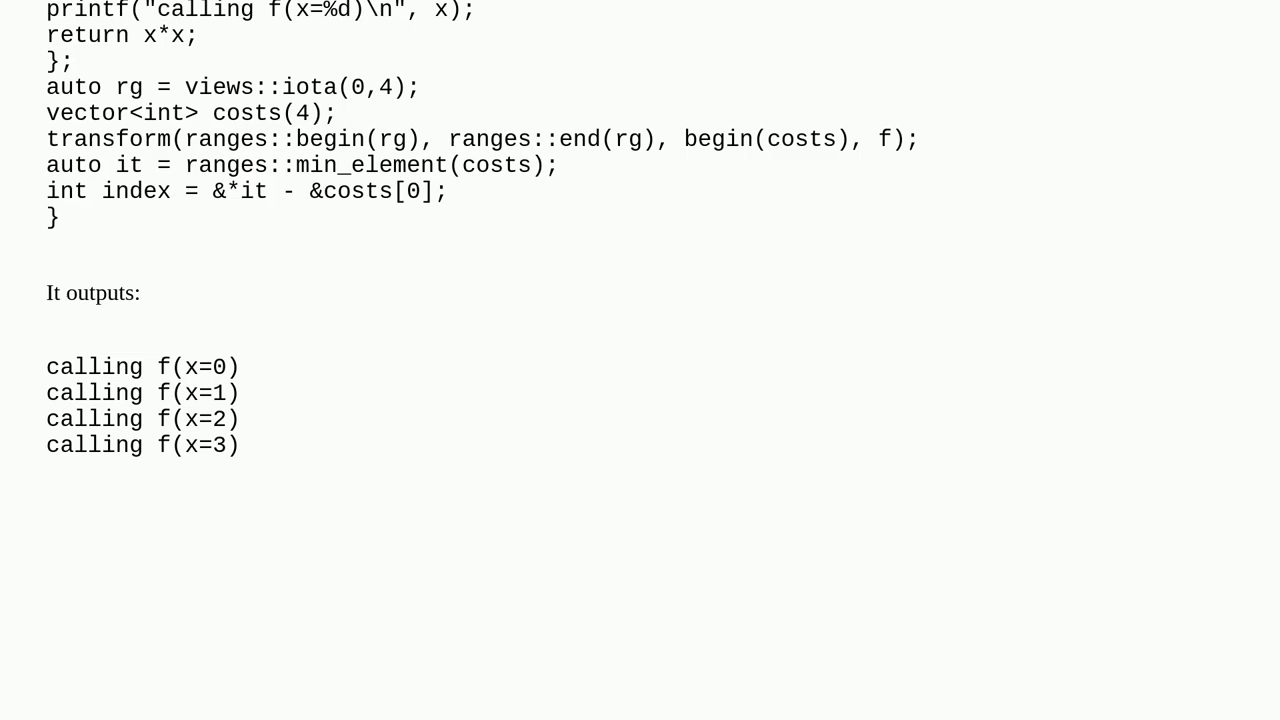 printf("calling f(x=%d)\n", x);
return x*x;
};
auto rg = views::iota(0,4);
vector<int> costs(4);
transform(ranges::begin(rg), ranges::end(rg), begin(costs), f);
auto it = ranges::min_element(costs);
int index = &*it - &costs[0];
}
It outputs:
calling f(x=0)
calling f(x=1)
calling f(x=2)
calling f(x=3)